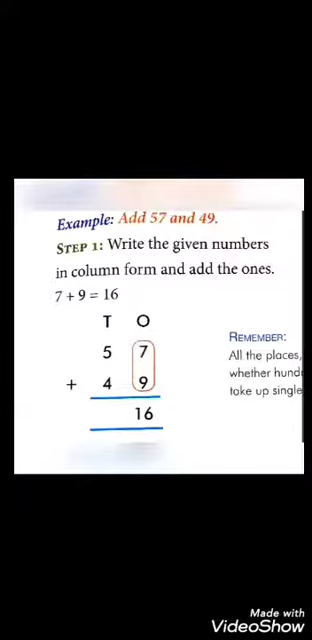 Example: Add 57 and 49.
STEP 1: Write the given numbers
in column form and add the ones.
7 + 9 = 16
T O
5 7
+ 4 9
16
REMEMBER:
All the places,
whether hund
take up single
Made with
VideoShow